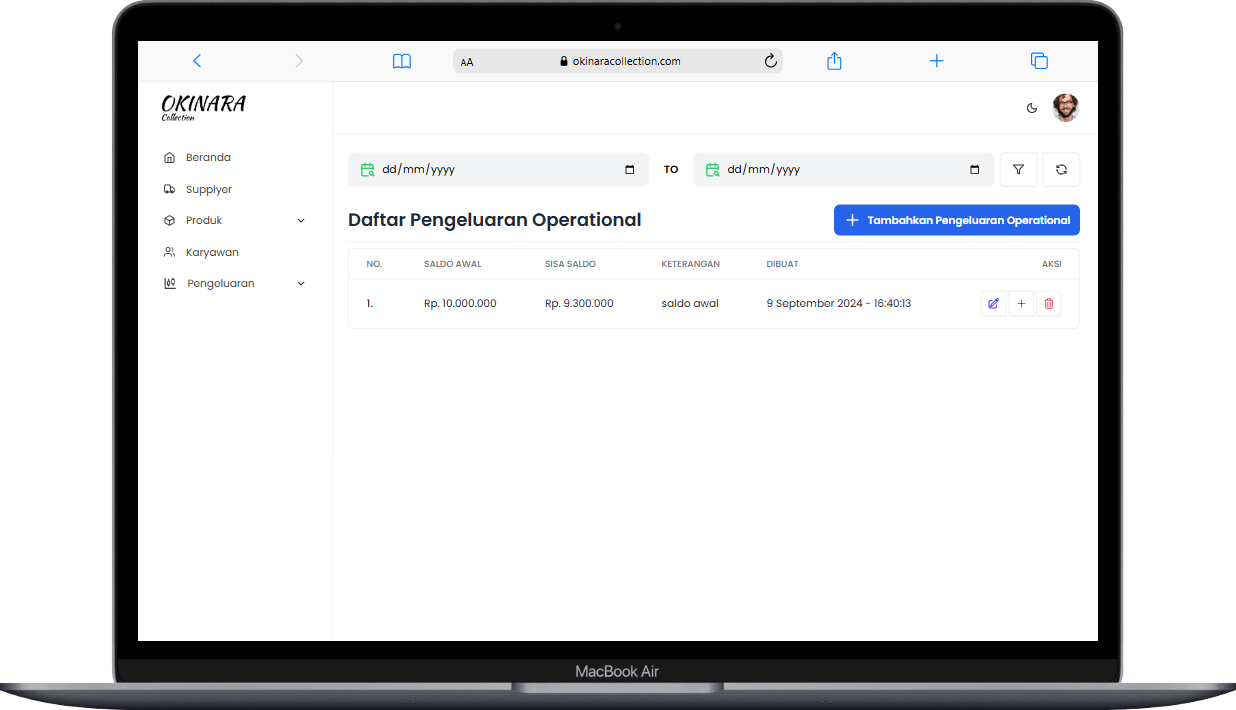 AA
okinaracollection.com
OKINARA
Collection
Beranda
Supplyer
Produk
Karyawan
Pengeluaran
dd/mm/yyyy TO dd/mm/yyyy
Daftar Pengeluaran Operational
Tambahkan Pengeluaran Operational
NO. SALDO AWAL SISA SALDO KETERANGAN DIBUAT AKSI
1. Rp. 10.000.000 Rp. 9.300.000 saldo awal 9 September 2024 - 16:40:13
MacBook Air